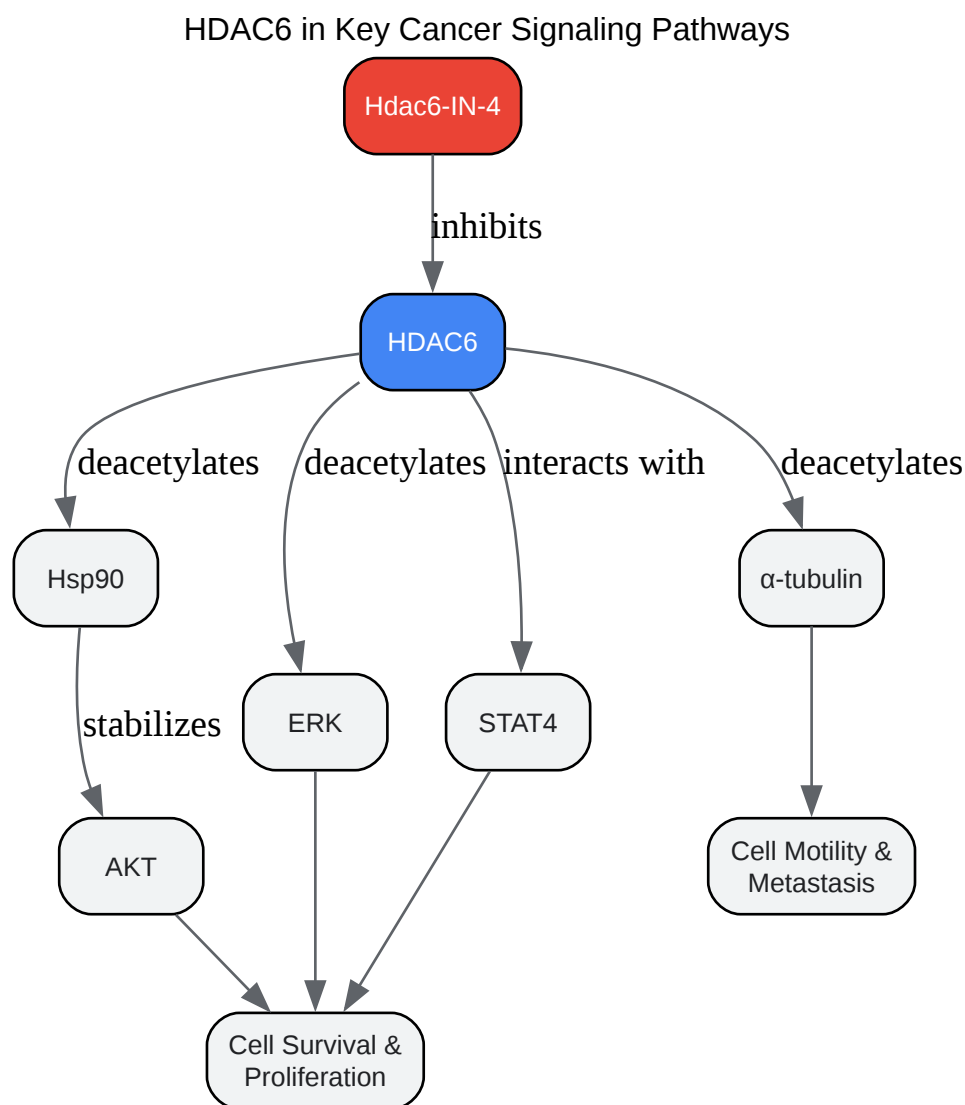 HDAC6 in Key Cancer Signaling Pathways
Hdac6-IN-4
inhibits
HDAC6
deacetylates
deacetylates
interacts with
deacetylates
Hsp90
α-tubulin
stabilizes
ERK
STAT4
AKT
Cell Motility &
Metastasis
Cell Survival &
Proliferation